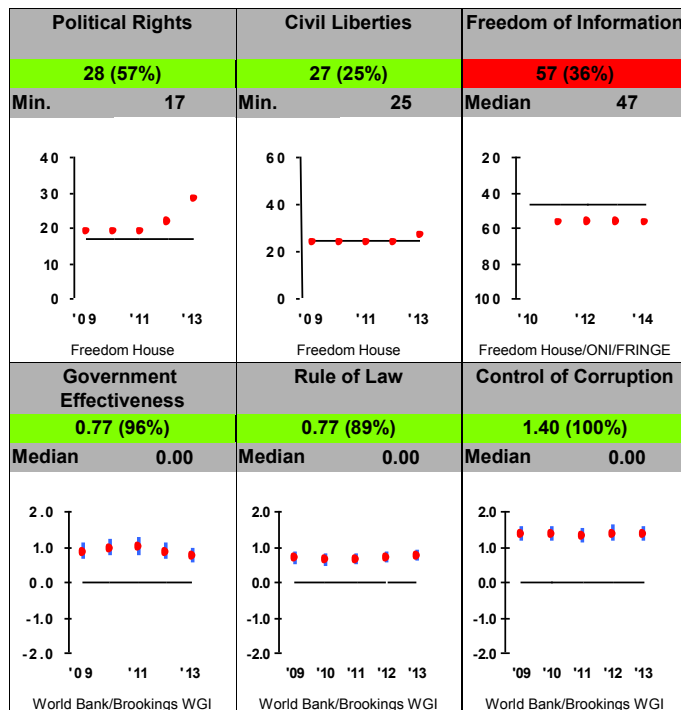 Political Rights
28 (57%)
Min. 17
40
30
20
10
0
'09 '11 '13
Freedom House
Civil Liberties
27 (25%)
Min. 25
60
40
20
0
'09 '11 '13
Freedom House
Freedom of Information
57 (36%)
Median 47
20
40
60
80
100
'10 '12 '14
Freedom House/ONI/FRINGE
Government
Effectiveness
0.77 (96%)
Median 0.00
2.0
1.0
0.0
-1.0
-2.0
'09 '11 '13
World Bank/Brookings WGI
Rule of Law
0.77 (89%)
Median 0.00
2.0
1.0
0.0
-1.0
-2.0
'09 '10 '11 '12 '13
World Bank/Brookings WGI
Control of Corruption
1.40 (100%)
Median 0.00
2.0
1.0
0.0
-1.0
-2.0
'09 '10 '11 '12 '13
World Bank/Brookings WGI